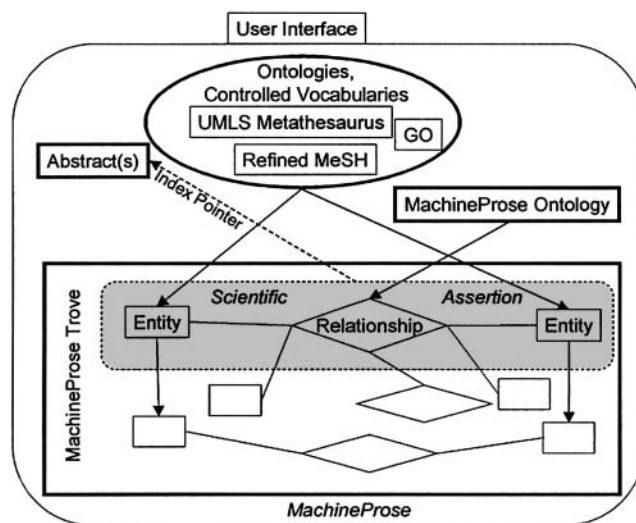 User Interface
Ontologies,
Controlled Vocabularies
UMLS Metathesaurus
GO
Refined MeSH
Abstract(s)
Index Pointer
MachineProse Ontology
MachineProse Trove
Scientific
Assertion
Entity
Relationship
Entity
MachineProse